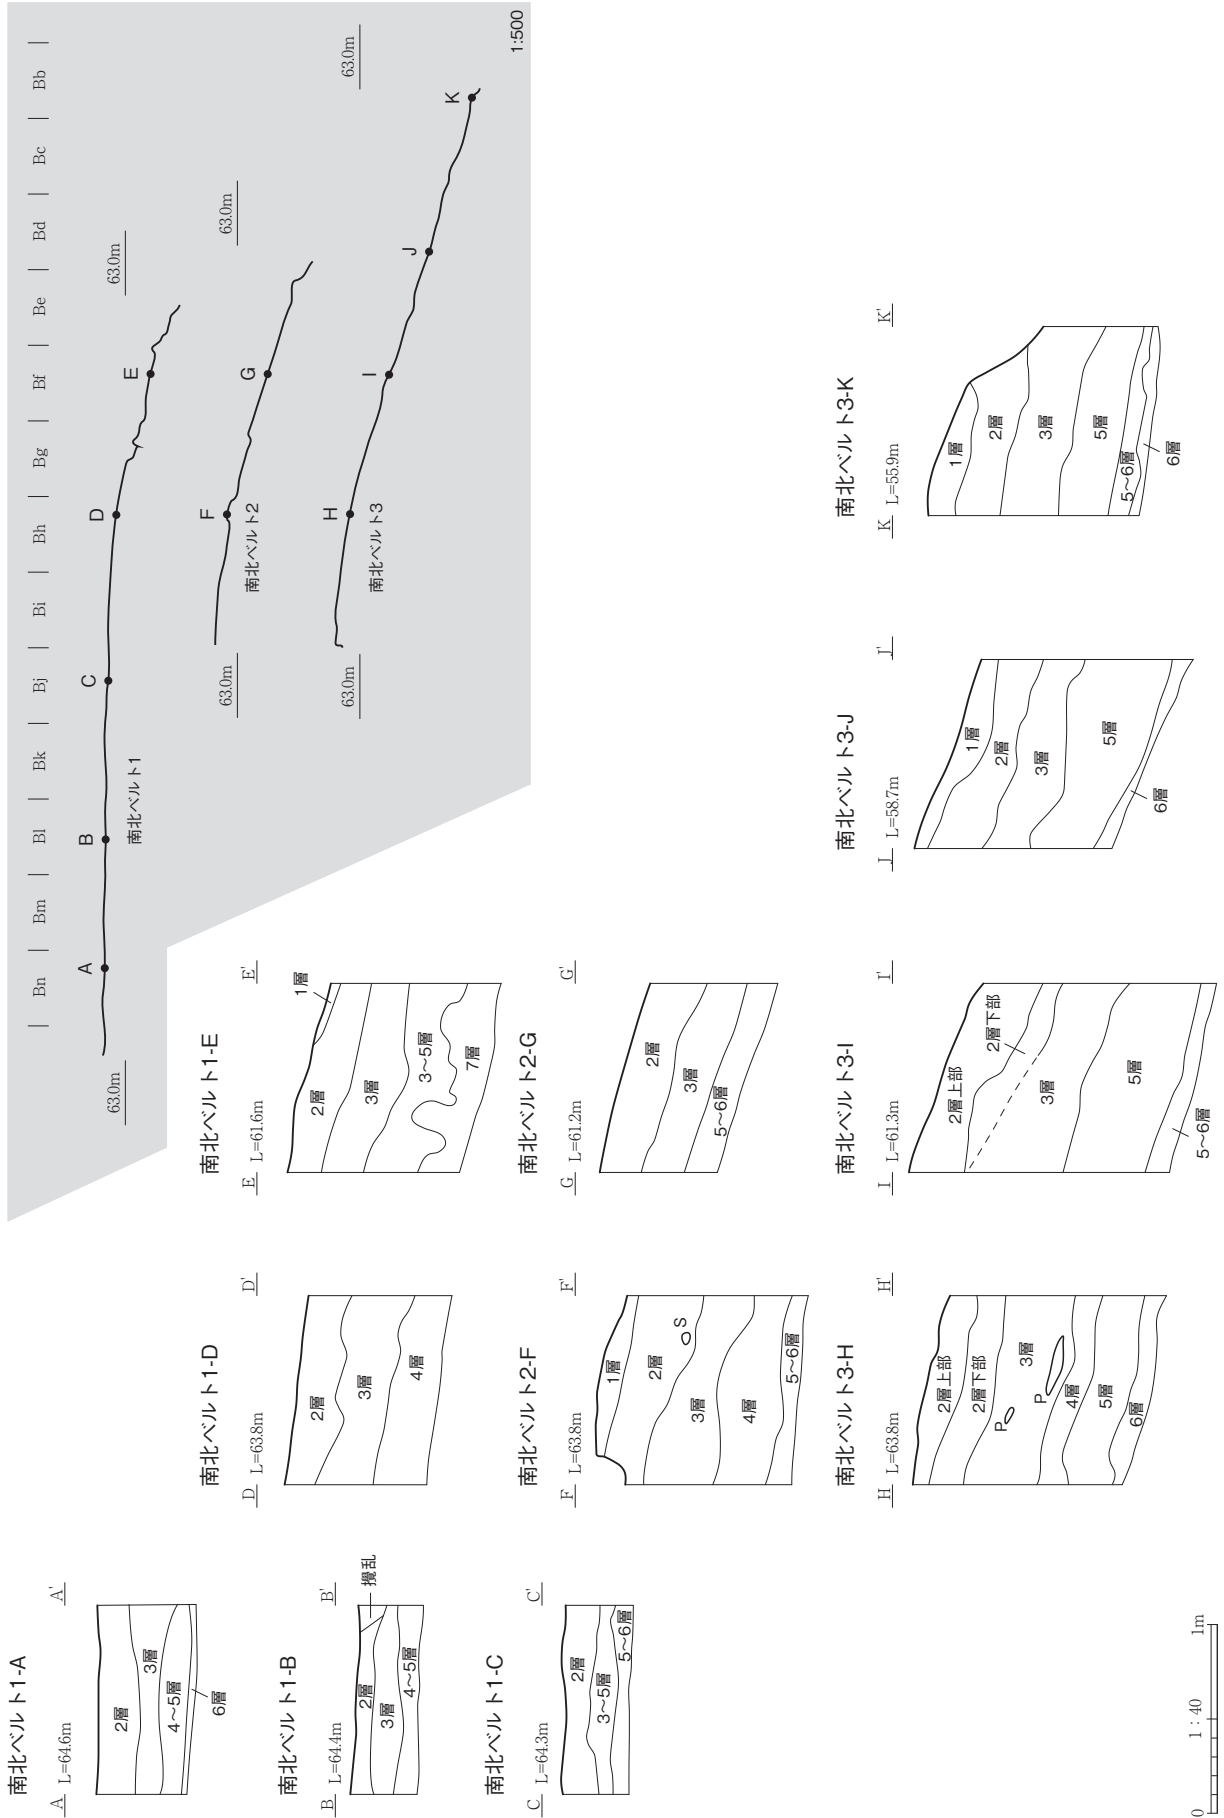 Bn
Bm
Bl
Bk
Bj
Bi
Bh
Bg
Bf
Be
Bd
Bc
Bb
63.0m
A
B
C
D
E
63.0m
南北ベルト1
63.0m
F
G
63.0m
南北ベルト2
63.0m
H
I
J
K
63.0m
南北ベルト3
1:500
南北ベルト1-A
A
L=64.6m
A'
2層
3層
4〜5層
6層
南北ベルト1-B
B
L=64.4m
B'
攪乱
2層
3層
4〜5層
南北ベルト1-C
C
L=64.3m
C'
2層
3〜5層
5〜6層
南北ベルト1-D
D
L=63.8m
D'
2層
3層
4層
南北ベルト1-E
E
L=61.6m
E'
1層
2層
3層
3〜5層
7層
南北ベルト2-F
F
L=63.8m
F'
1層
2層
S
3層
4層
5〜6層
南北ベルト2-G
G
L=61.2m
G'
2層
3層
5〜6層
南北ベルト3-H
H
L=63.8m
H'
2層上部
2層下部
3層
P
P
4層
5層
6層
南北ベルト3-I
I
L=61.3m
I'
2層上部
2層下部
3層
5層
5〜6層
南北ベルト3-J
J
L=58.7m
J'
1層
2層
3層
5層
6層
南北ベルト3-K
K
L=55.9m
K'
1層
2層
3層
5層
5〜6層
6層
0
1:40
1m